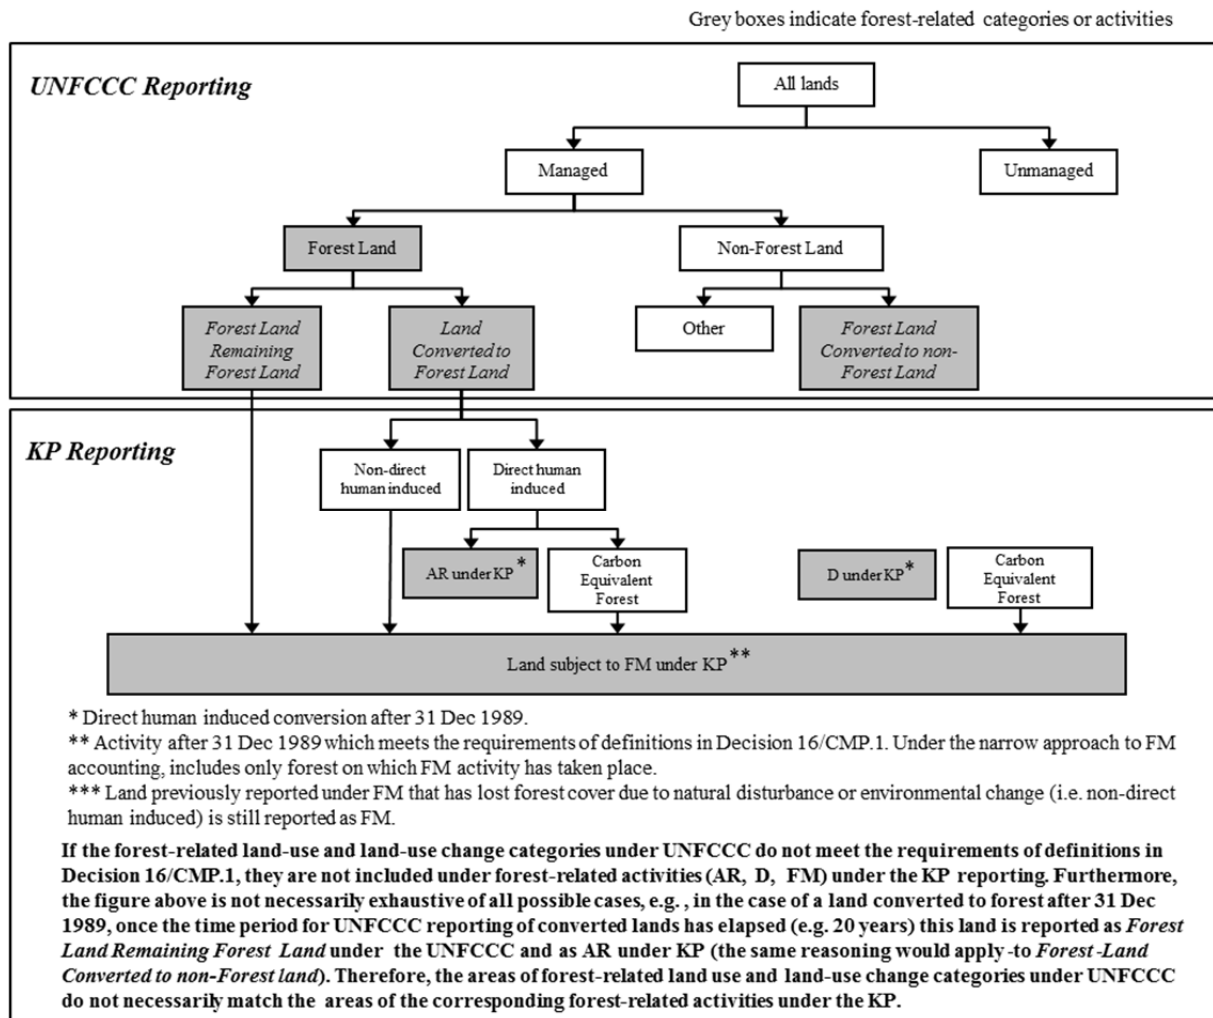 Grey boxes indicate forest-related categories or activities
UNFCCC Reporting
All lands
Managed
Unmanaged
Forest Land
Non-Forest Land
Forest Land
Remaining
Forest Land
Land
Converted to
Forest Land
Other
Forest Land
Converted to non-
Forest Land
KP Reporting
Non-direct
human induced
Direct human
induced
AR under KP*
Carbon
Equivalent
Forest
D under KP*
Carbon
Equivalent
Forest
Land subject to FM under KP**
* Direct human induced conversion after 31 Dec 1989.
** Activity after 31 Dec 1989 which meets the requirements of definitions in Decision 16/CMP.1. Under the narrow approach to FM
accounting, includes only forest on which FM activity has taken place.
*** Land previously reported under FM that has lost forest cover due to natural disturbance or environmental change (i.e. non-direct
human induced) is still reported as FM.
If the forest-related land-use and land-use change categories under UNFCCC do not meet the requirements of definitions in
Decision 16/CMP.1, they are not included under forest-related activities (AR, D, FM) under the KP reporting. Furthermore,
the figure above is not necessarily exhaustive of all possible cases, e.g. , in the case of a land converted to forest after 31 Dec
1989, once the time period for UNFCCC reporting of converted lands has elapsed (e.g. 20 years) this land is reported as Forest
Land Remaining Forest Land under the UNFCCC and as AR under KP (the same reasoning would apply -to Forest -Land
Converted to non-Forest land). Therefore, the areas of forest-related land use and land-use change categories under UNFCCC
do not necessarily match the areas of the corresponding forest-related activities under the KP.